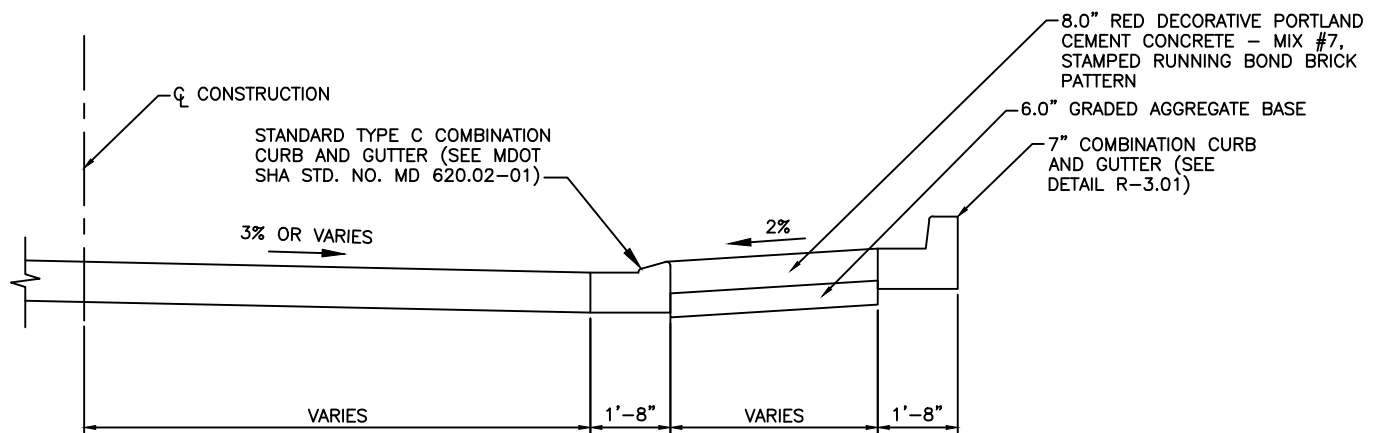 8.0" RED DECORATIVE PORTLAND
CEMENT CONCRETE - MIX #7,
STAMPED RUNNING BOND BRICK
PATTERN
℄ CONSTRUCTION
6.0" GRADED AGGREGATE BASE
STANDARD TYPE C COMBINATION
CURB AND GUTTER (SEE MDOT
SHA STD. NO. MD 620.02-01)
7" COMBINATION CURB
AND GUTTER (SEE
DETAIL R-3.01)
3% OR VARIES
2%
VARIES
1'-8"
VARIES
1'-8"